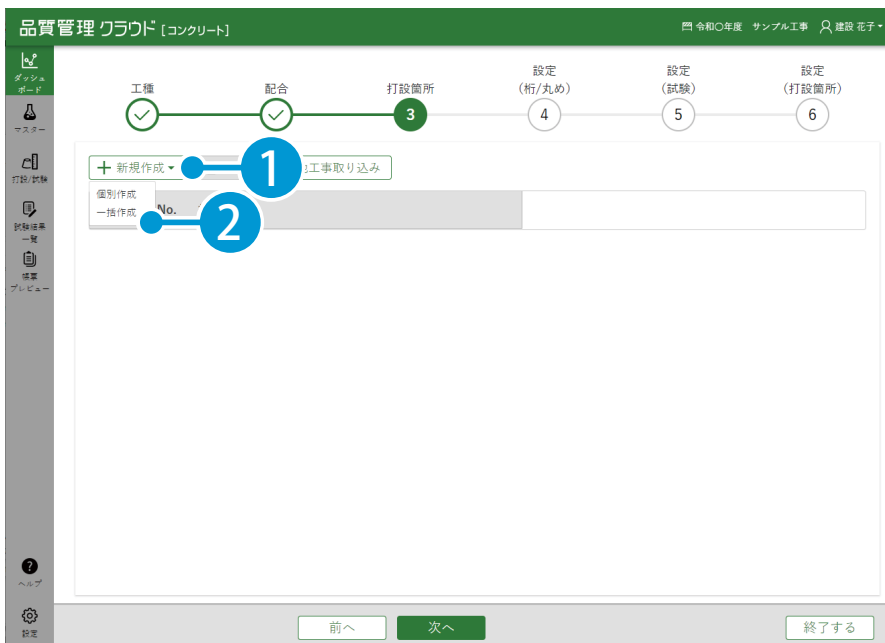 品質管理 クラウド [コンクリート]
令和〇年度 サンプル工事 建設 花子
ダッシュ
ボード
マスター
打設/試験
試験結果
一覧
帳票
プレビュー
ヘルプ
設定
工種
配合
打設箇所
設定
(桁/丸め)
設定
(試験)
設定
(打設箇所)
3
4
5
6
新規作成
1
工事取り込み
個別作成
一括作成
No.
2
前へ
次へ
終了する